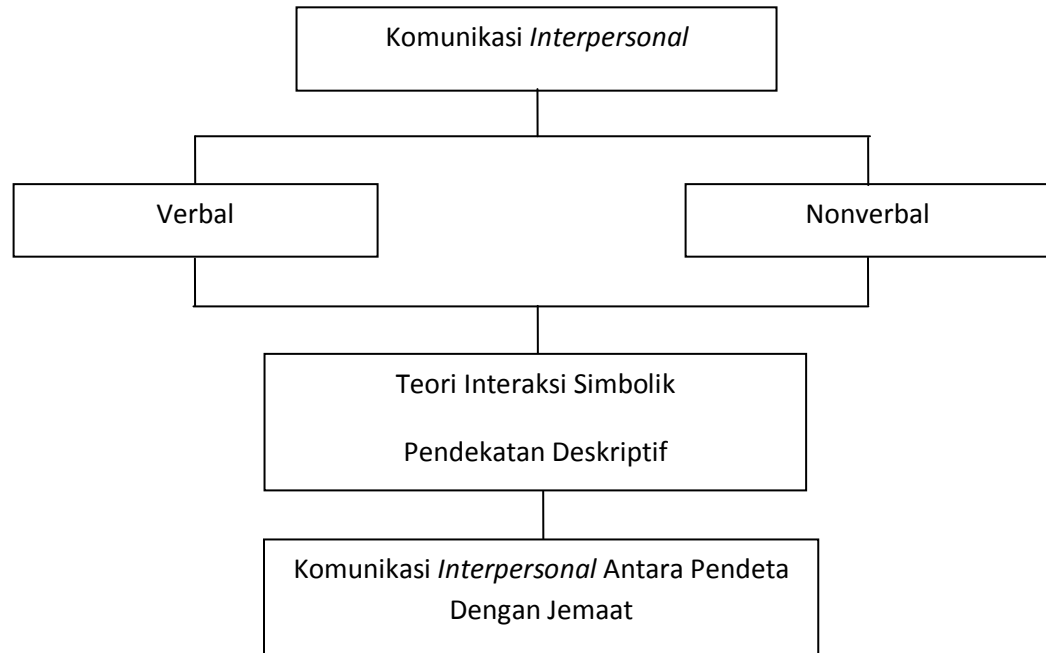 Komunikasi Interpersonal
Verbal
Nonverbal
Teori Interaksi Simbolik
Pendekatan Deskriptif
Komunikasi Interpersonal Antara Pendeta
Dengan Jemaat